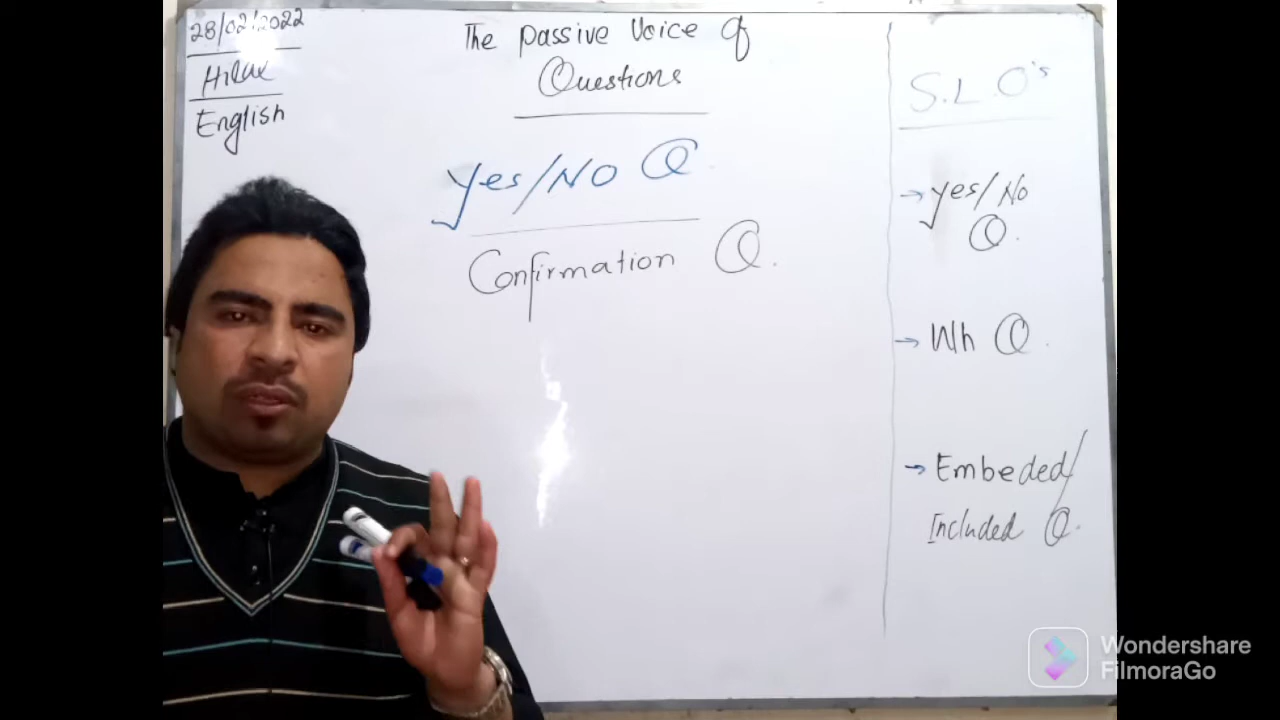 28/02/2022
Hilal
English
The Passive Voice of
Questions
Yes/No Q.
Confirmation Q.
S.L.O's
→ Yes/No
Q.
→ Wh Q.
→ Embeded/
Included Q.
Wondershare
FilmoraGo